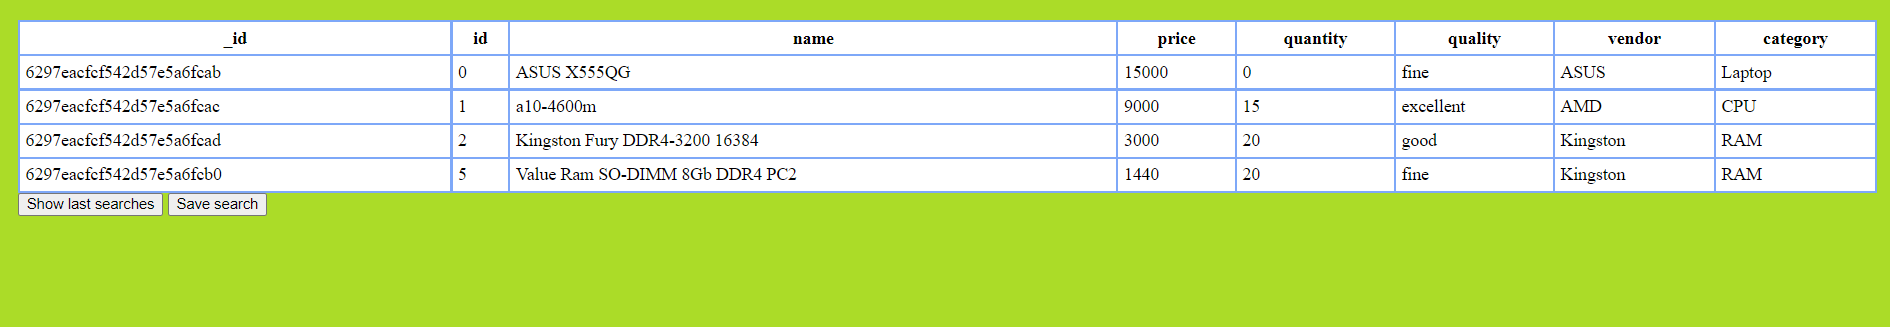 _id id name price quantity quality vendor category
6297eacfcf542d57e5a6fcab 0 ASUS X555QG 15000 0 fine ASUS Laptop
6297eacfcf542d57e5a6fcac 1 a10-4600m 9000 15 excellent AMD CPU
6297eacfcf542d57e5a6fcad 2 Kingston Fury DDR4-3200 16384 3000 20 good Kingston RAM
6297eacfcf542d57e5a6fcb0 5 Value Ram SO-DIMM 8Gb DDR4 PC2 1440 20 fine Kingston RAM
Show last searches Save search